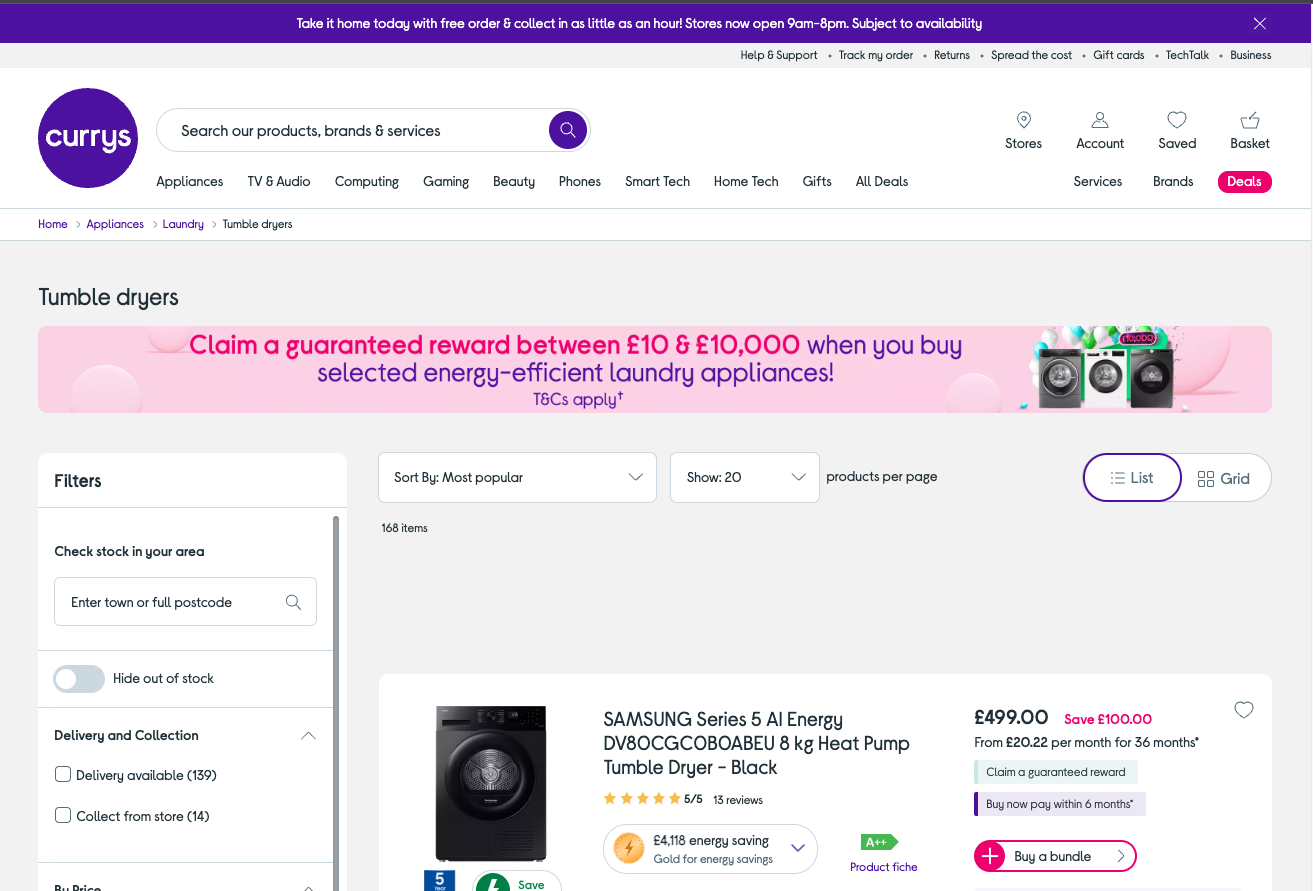 Take it home today with free order & collect in as little as an hour! Stores now open 9am-8pm. Subject to availability
Help & Support • Track my order • Returns • Spread the cost • Gift cards • TechTalk • Business
currys
Search our products, brands & services
Stores
Account
Saved
Basket
Appliances TV & Audio Computing Gaming Beauty Phones Smart Tech Home Tech Gifts All Deals Services Brands Deals
Home > Appliances > Laundry > Tumble dryers
Tumble dryers
Claim a guaranteed reward between £10 & £10,000 when you buy
selected energy-efficient laundry appliances!
T&Cs apply†
£10,000
Filters
Check stock in your area
Enter town or full postcode
Hide out of stock
Delivery and Collection
Delivery available (139)
Collect from store (14)
By Price
Sort By: Most popular
Show: 20
products per page
List
Grid
168 items
5
Year
Save
SAMSUNG Series 5 AI Energy
DV80CGC0B0ABEU 8 kg Heat Pump
Tumble Dryer - Black
5/5 13 reviews
£4,118 energy saving
Gold for energy savings
A++
Product fiche
£499.00 Save £100.00
From £20.22 per month for 36 months*
Claim a guaranteed reward
Buy now pay within 6 months*
Buy a bundle